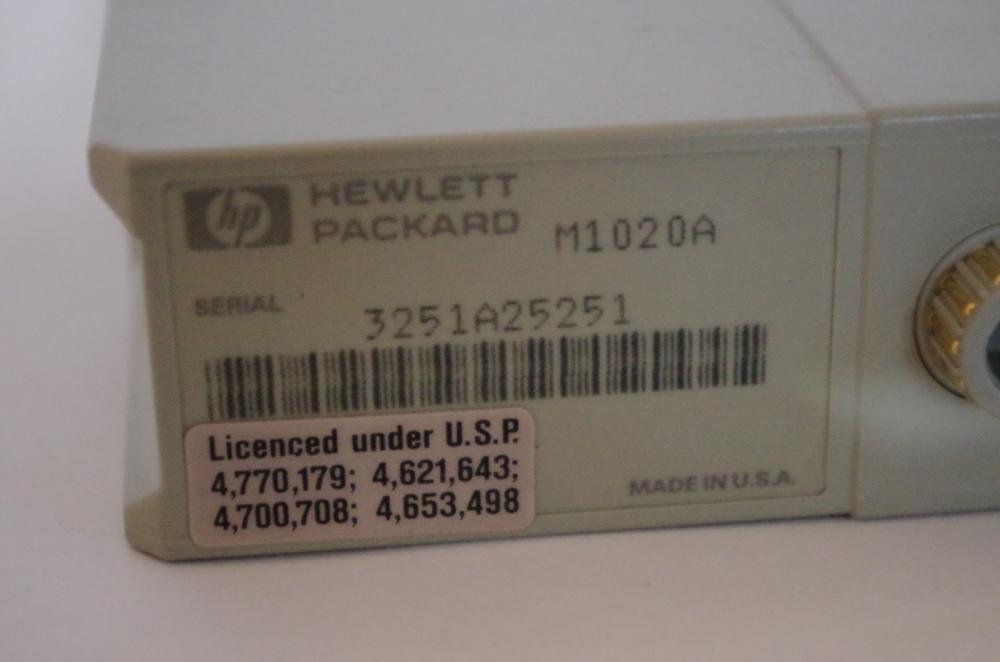 hp HEWLETT
PACKARD M1020A
SERIAL 3251A25251
Licenced under U.S.P.
4,770,179; 4,621,643;
4,700,708; 4,653,498
MADE IN U.S.A.